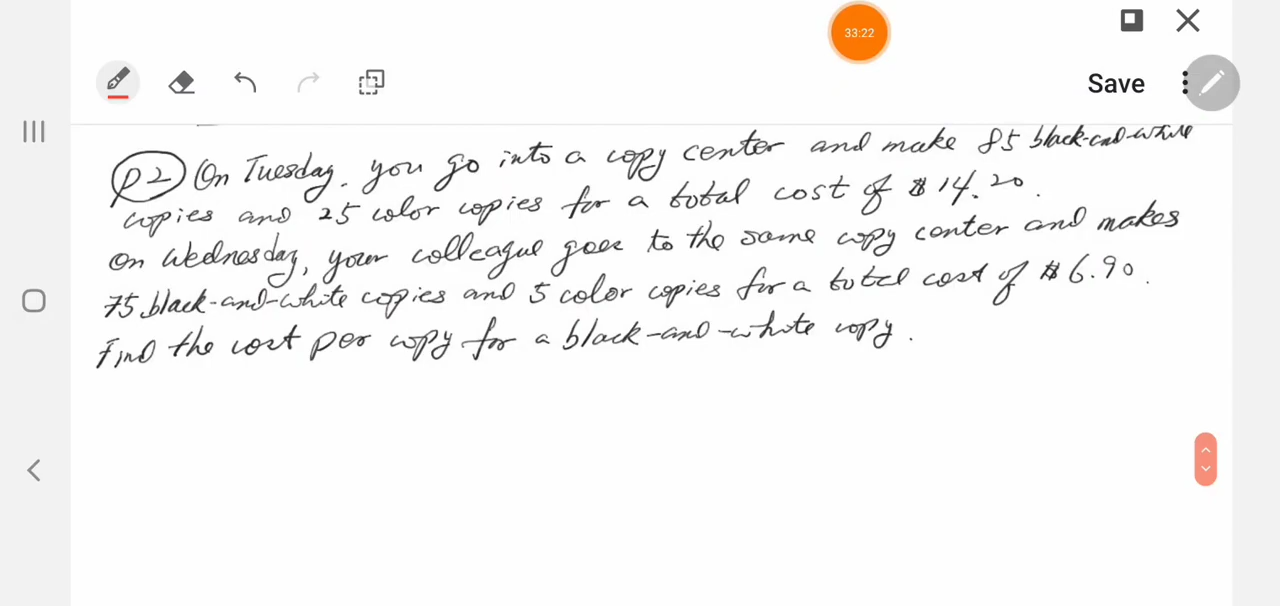 33:22
Save
P2 On Tuesday, you go into a copy center and make 85 black-and-while
copies and 25 color copies for a total cost of $14.20.
On Wednesday, your colleague goes to the same copy center and makes
75 black-and-white copies and 5 color copies for a total cost of $6.90.
Find the cost per copy for a black-and-white copy.